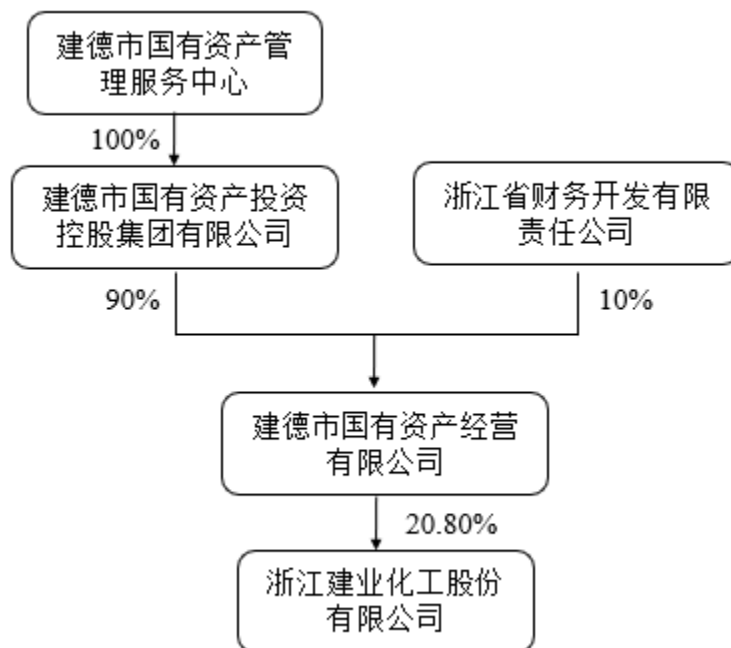 建德市国有资产管
理服务中心
100%
建德市国有资产投资
控股集团有限公司
浙江省财务开发有限
责任公司
90%
10%
建德市国有资产经营
有限公司
20.80%
浙江建业化工股份
有限公司